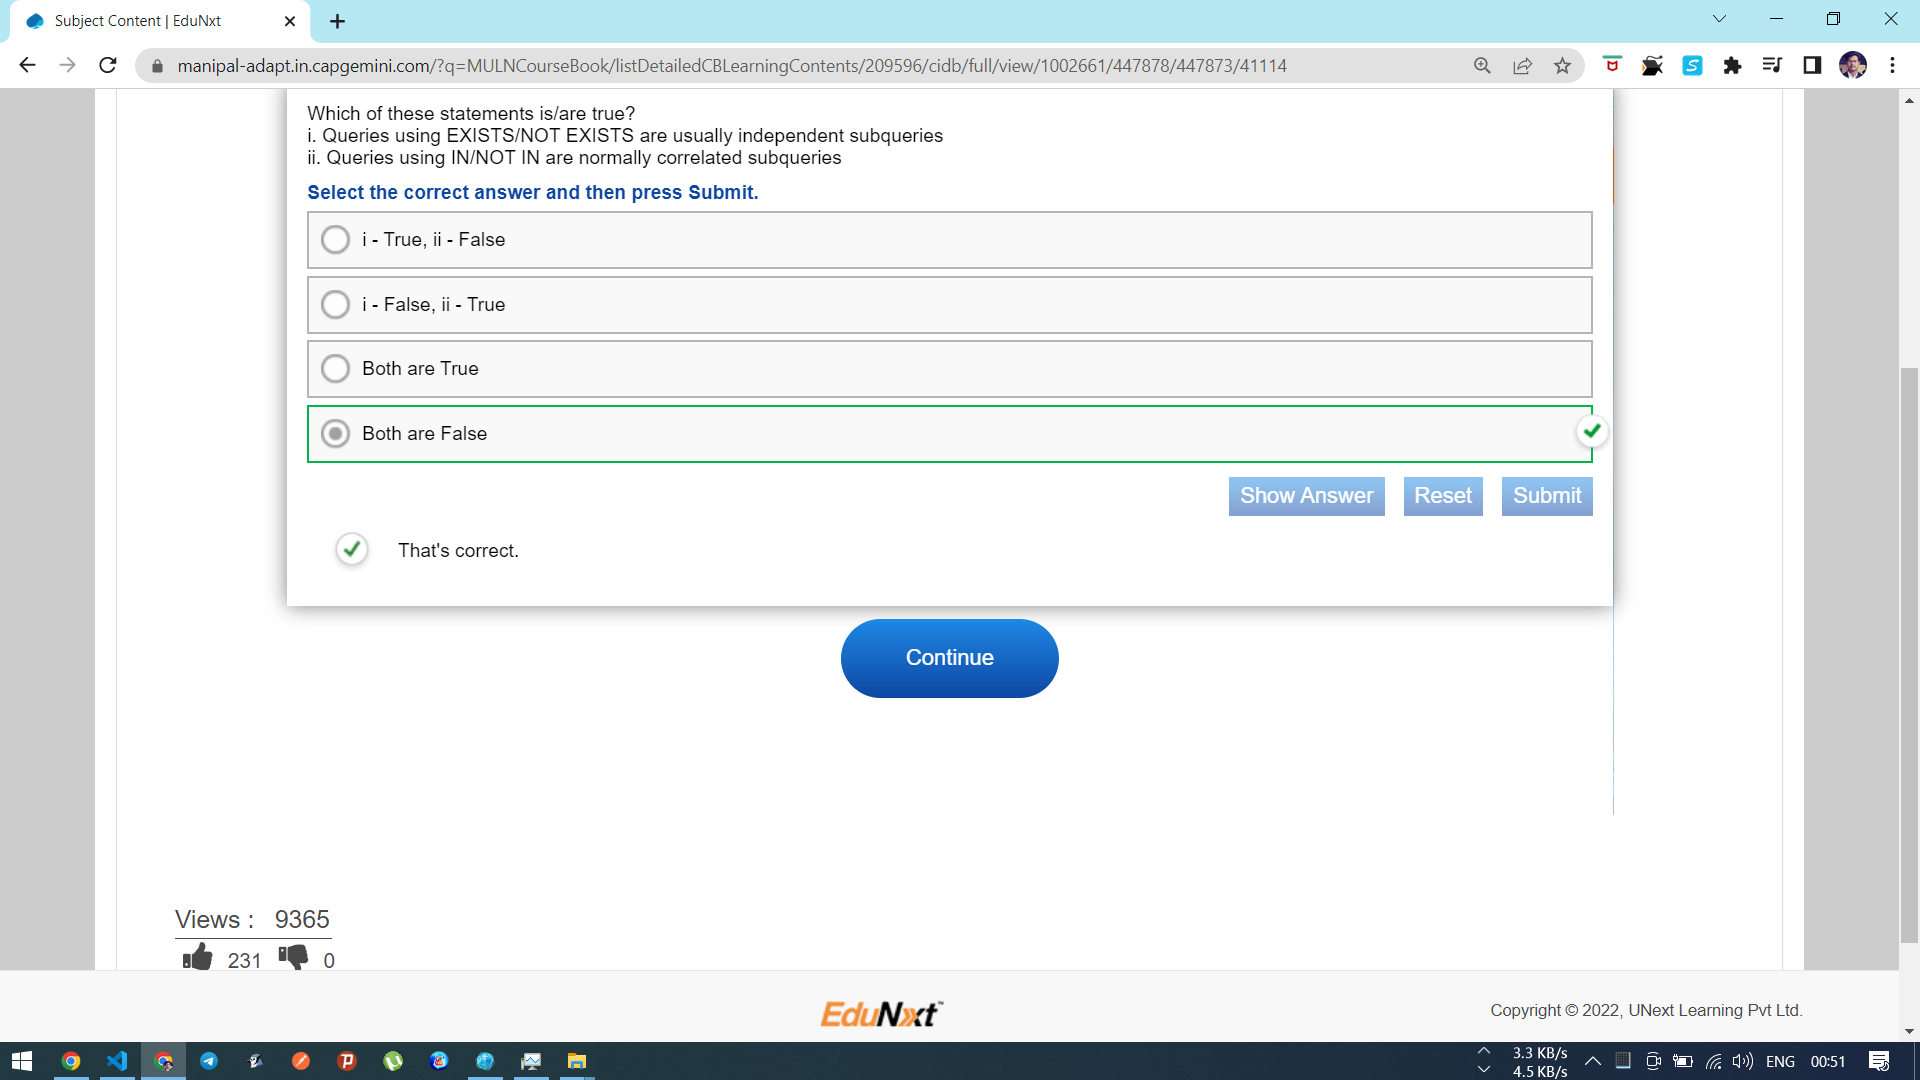 Subject Content | EduNxt
manipal-adapt.in.capgemini.com/?q=MULNCourseBook/listDetailedCBLearningContents/209596/cidb/full/view/1002661/447878/447873/41114
Which of these statements is/are true?
i. Queries using EXISTS/NOT EXISTS are usually independent subqueries
ii. Queries using IN/NOT IN are normally correlated subqueries
Select the correct answer and then press Submit.
i - True, ii - False
i - False, ii - True
Both are True
Both are False
Show Answer Reset Submit
That's correct.
Continue
Views : 9365
231 0
EduNxt
Copyright © 2022, UNext Learning Pvt Ltd.
3.3 KB/s
4.5 KB/s
ENG 00:51